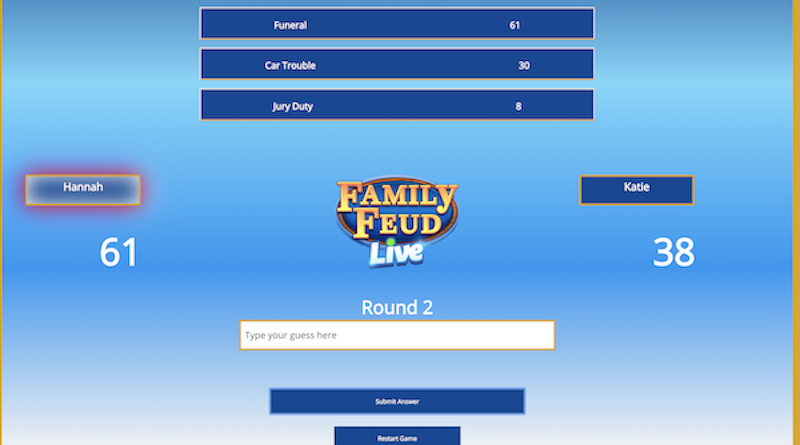 Funeral 61
Car Trouble 30
Jury Duty 8
Hannah Katie
FAMILY
FEUD
Live
61 38
Round 2
Type your guess here
Submit Answer
Restart Game